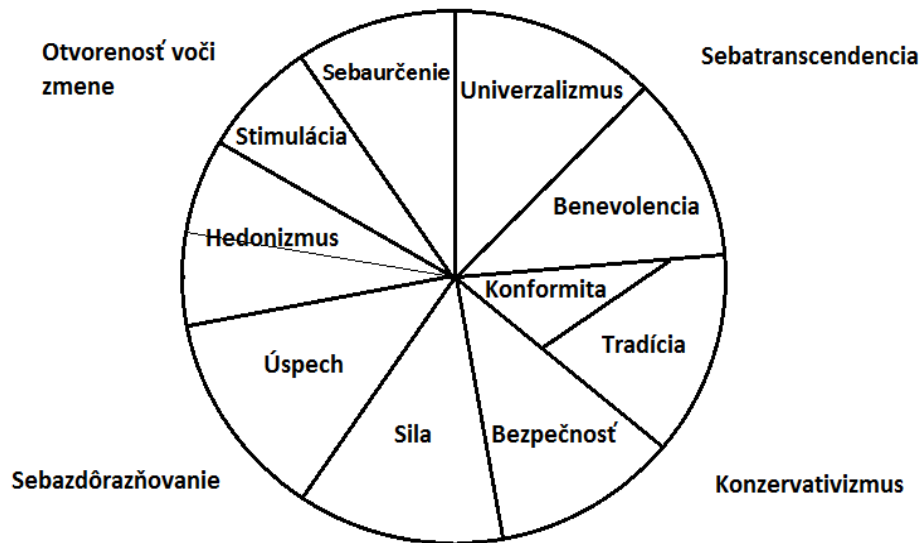 Otvorenosť voči
zmene
Sebatranscendencia
Sebaurčenie
Univerzalizmus
Stimulácia
Benevolencia
Hedonizmus
Konformita
Tradícia
Úspech
Sila
Bezpečnosť
Sebazdôrazňovanie
Konzervativizmus